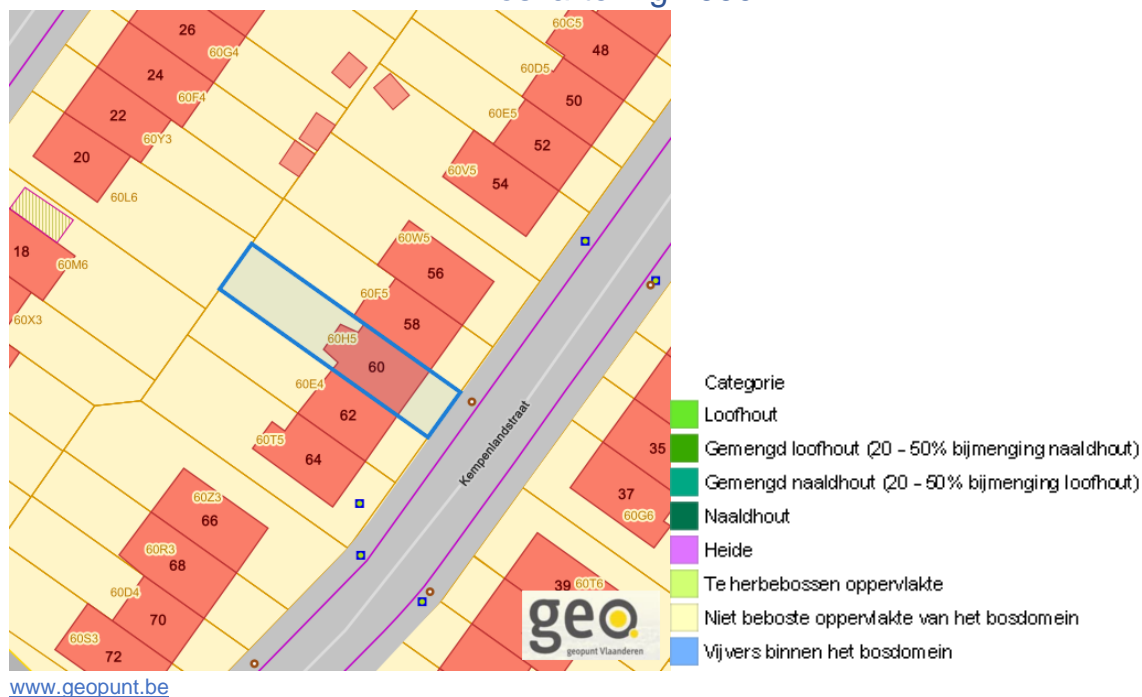 26
60G4
24
60F4
22
60Y3
20
60L6
18
60M6
60X3
60C5
48
60D5
50
60E5
52
60V5
54
60W5
56
60F5
58
60H5
60
60E4
62
60T5
64
Kempenlandstraat
35
37
60G6
60Z3
66
60R3
68
60D4
70
60S3
72
39
60T6
geo
geopunt Vlaanderen
Categorie
Loofhout
Gemengd loofhout (20 - 50% bijmenging naaldhout)
Gemengd naaldhout (20 - 50% bijmenging loofhout)
Naaldhout
Heide
Te herbebossen oppervlakte
Niet beboste oppervlakte van het bosdomein
Vijvers binnen het bosdomein
www.geopunt.be